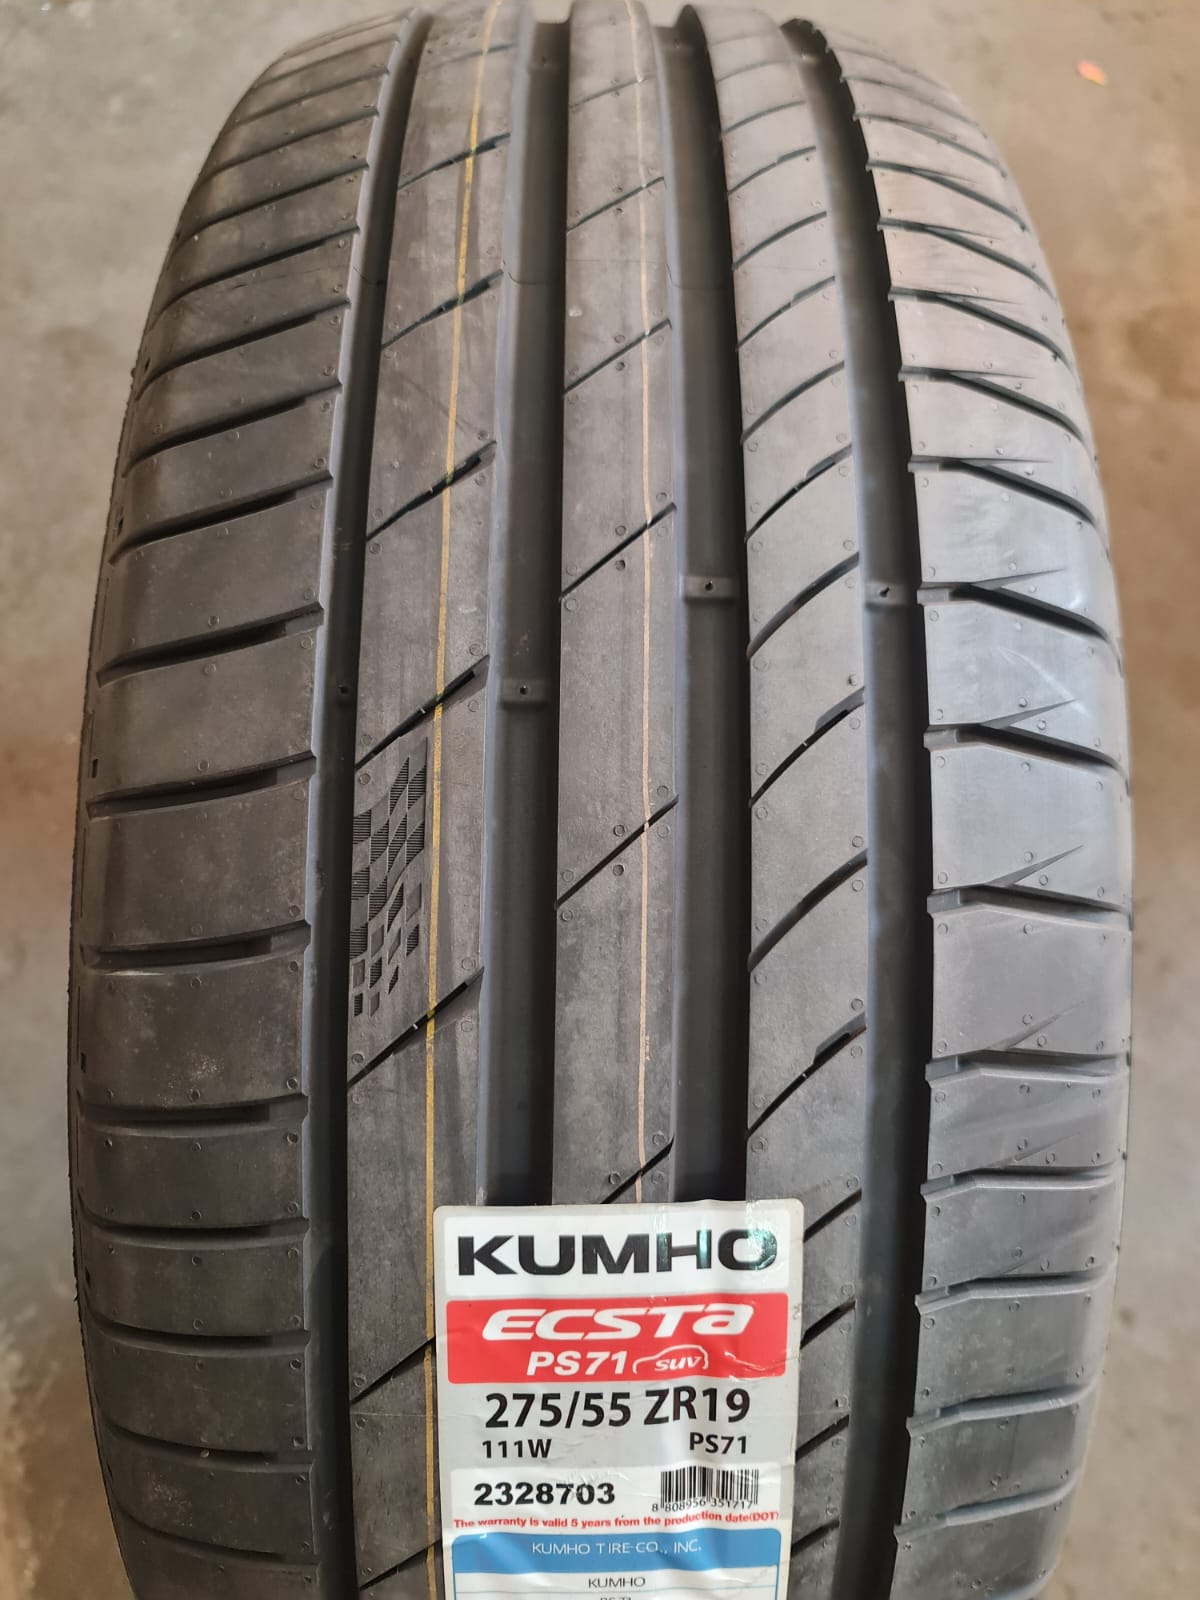 KUMHO
ECSTA
PS71 SUV
275/55 ZR19
111W PS71
2328703
8 808956 351717
The warranty is valid 5 years from the production date(DOT)
KUMHO TIRE CO., INC.
KUMHO
PS71